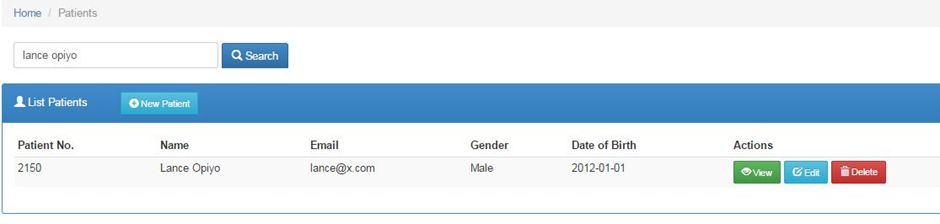 Home / Patients
lance opiyo Search
List Patients New Patient
Patient No. Name Email Gender Date of Birth Actions
2150 Lance Opiyo lance@x.com Male 2012-01-01 View Edit Delete